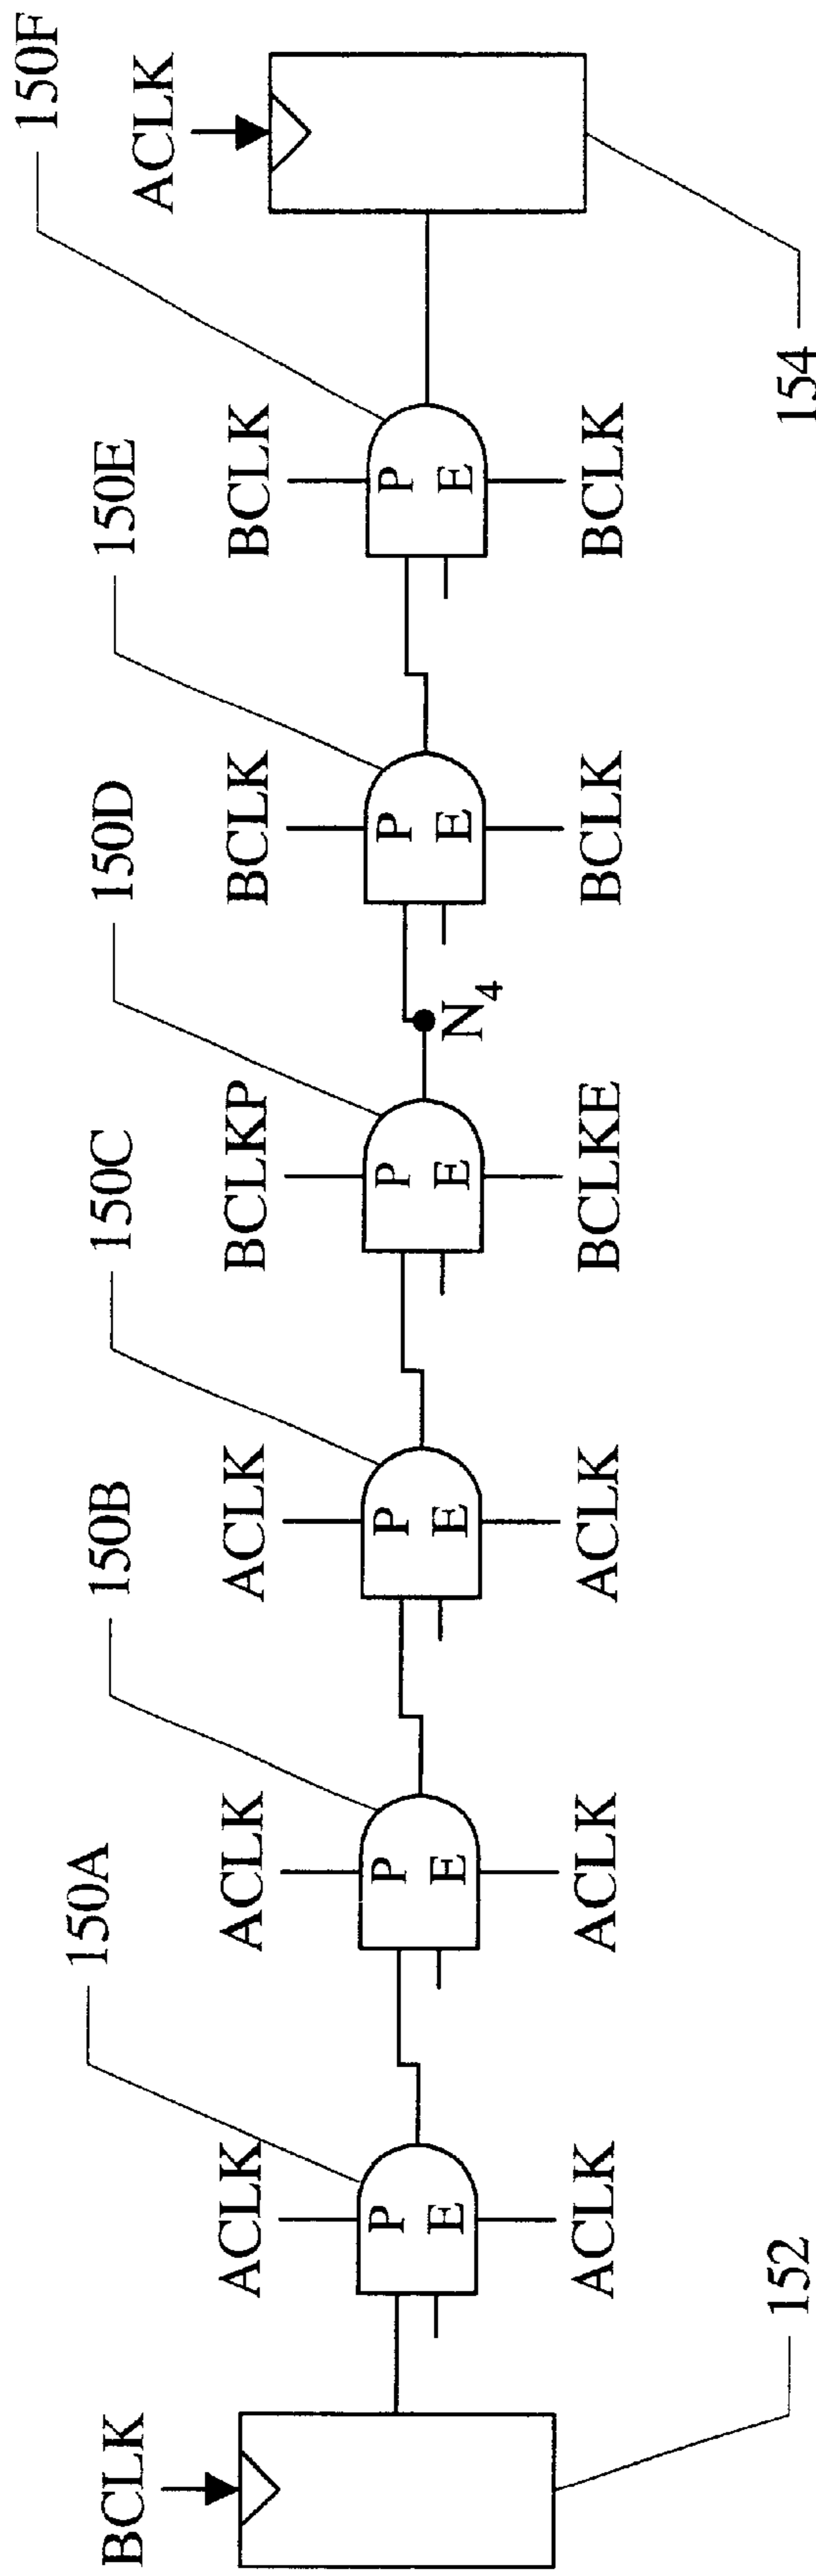 150F
ACLK
150E
BCLK
150D
BCLK
150C
BCLKP
150B
ACLK
150A
ACLK
ACLK
BCLK
P
E
P
E
P
E
P
E
P
E
P
E
N4
BCLK
BCLK
BCLKE
ACLK
ACLK
ACLK
154
152